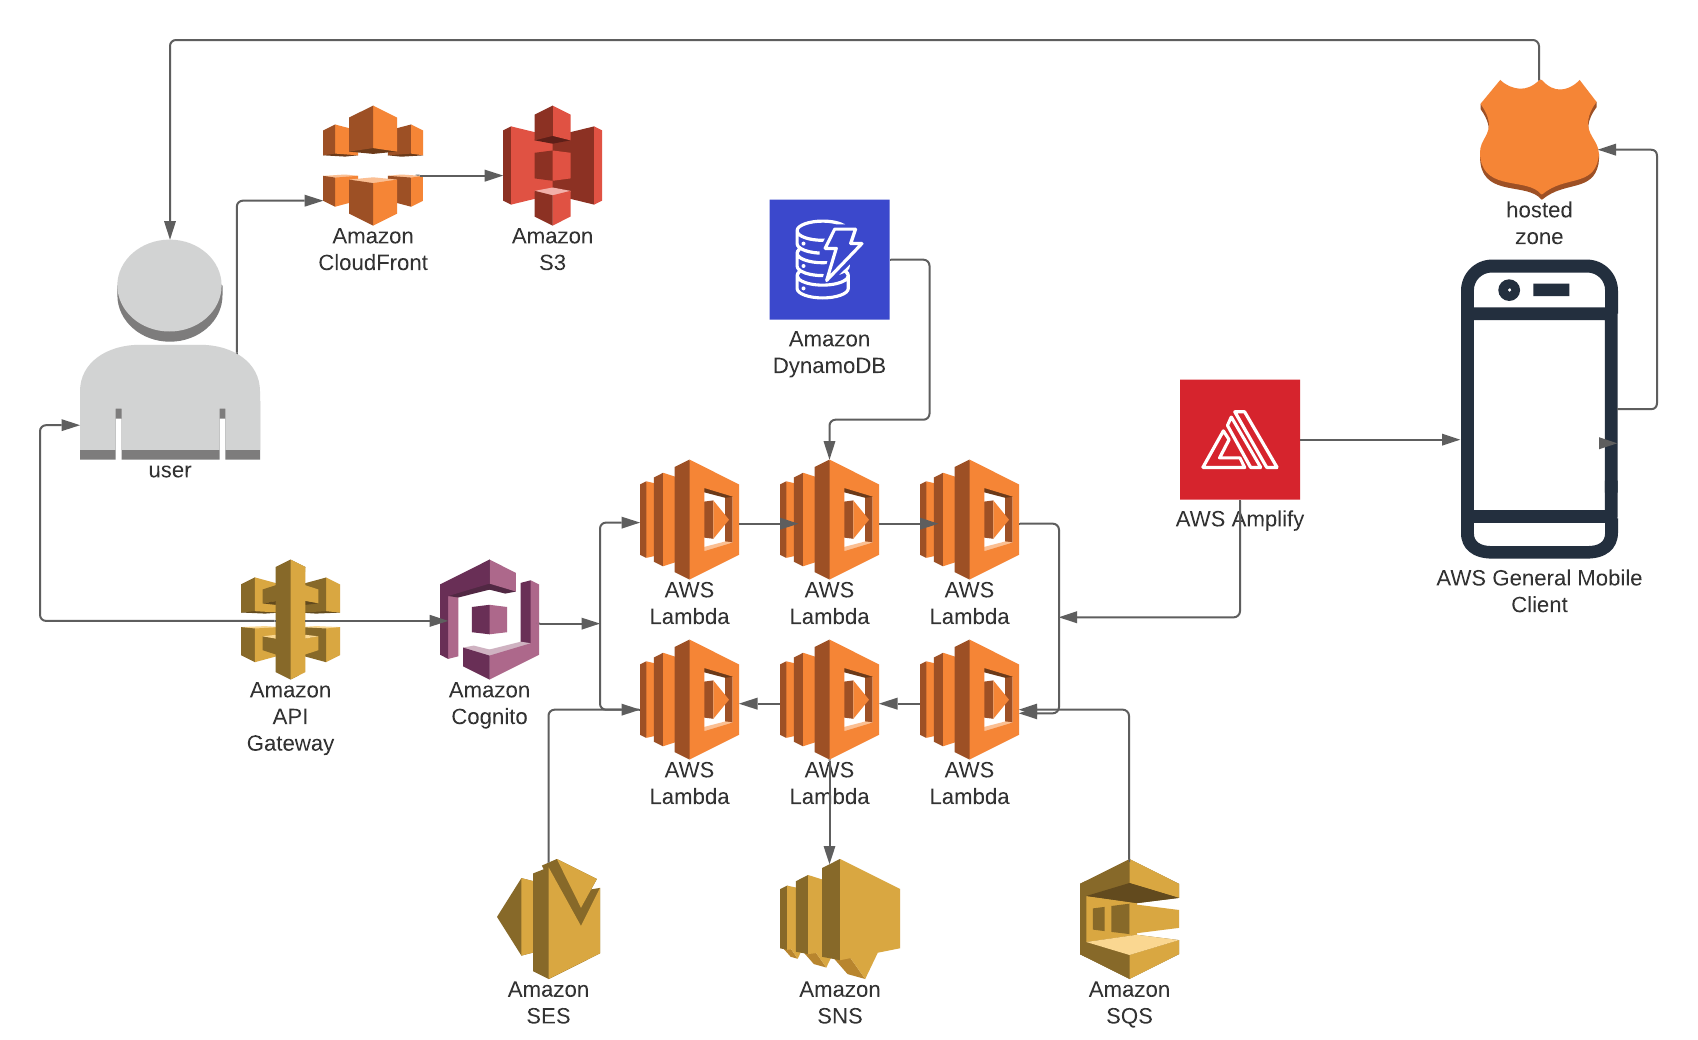 hosted
zone
Amazon
CloudFront
Amazon
S3
Amazon
DynamoDB
user
AWS Amplify
AWS General Mobile
Client
AWS
Lambda
AWS
Lambda
AWS
Lambda
Amazon
API
Gateway
Amazon
Cognito
AWS
Lambda
AWS
Lambda
AWS
Lambda
Amazon
SES
Amazon
SNS
Amazon
SQS